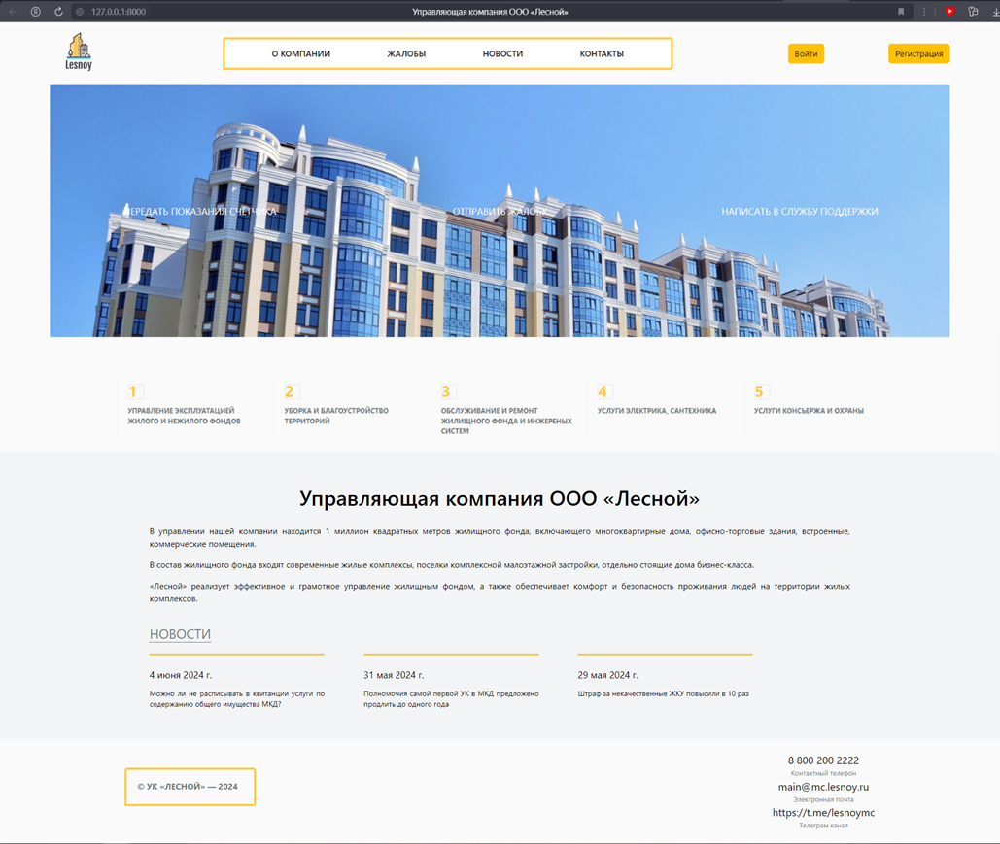 127.0.0.1:8000
Управляющая компания ООО «Лесной»
Lesnoy
О КОМПАНИИ ЖАЛОБЫ НОВОСТИ КОНТАКТЫ
Войти
Регистрация
ПЕРЕДАТЬ ПОКАЗАНИЯ СЧЕТЧИКА
ОТПРАВИТЬ ЖАЛОБУ
НАПИСАТЬ В СЛУЖБУ ПОДДЕРЖКИ
1
УПРАВЛЕНИЕ ЭКСПЛУАТАЦИЕЙ
ЖИЛОГО И НЕЖИЛОГО ФОНДОВ
2
УБОРКА И БЛАГОУСТРОЙСТВО
ТЕРРИТОРИЙ
3
ОБСЛУЖИВАНИЕ И РЕМОНТ
ЖИЛИЩНОГО ФОНДА И ИНЖЕРЕНЫХ
СИСТЕМ
4
УСЛУГИ ЭЛЕКТРИКА, САНТЕХНИКА
5
УСЛУГИ КОНСЬЕРЖА И ОХРАНЫ
Управляющая компания ООО «Лесной»
В управлении нашей компании находится 1 миллион квадратных метров жилищного фонда, включающего многоквартирные дома, офисно-торговые здания, встроенные,
коммерческие помещения.
В состав жилищного фонда входят современные жилые комплексы, поселки комплексной малоэтажной застройки, отдельно стоящие дома бизнес-класса.
«Лесной» реализует эффективное и грамотное управление жилищным фондом, а также обеспечивает комфорт и безопасность проживания людей на территории жилых
комплексов.
НОВОСТИ
4 июня 2024 г.
Можно ли не расписывать в квитанции услуги по
содержанию общего имущества МКД?
31 мая 2024 г.
Полномочия самой первой УК в МКД предложено
продлить до одного года
29 мая 2024 г.
Штраф за некачественные ЖКУ повысили в 10 раз
© УК «ЛЕСНОЙ» — 2024
8 800 200 2222
Контактный телефон
main@mc.lesnoy.ru
Электронная почта
https://t.me/lesnoymc
Телеграм канал